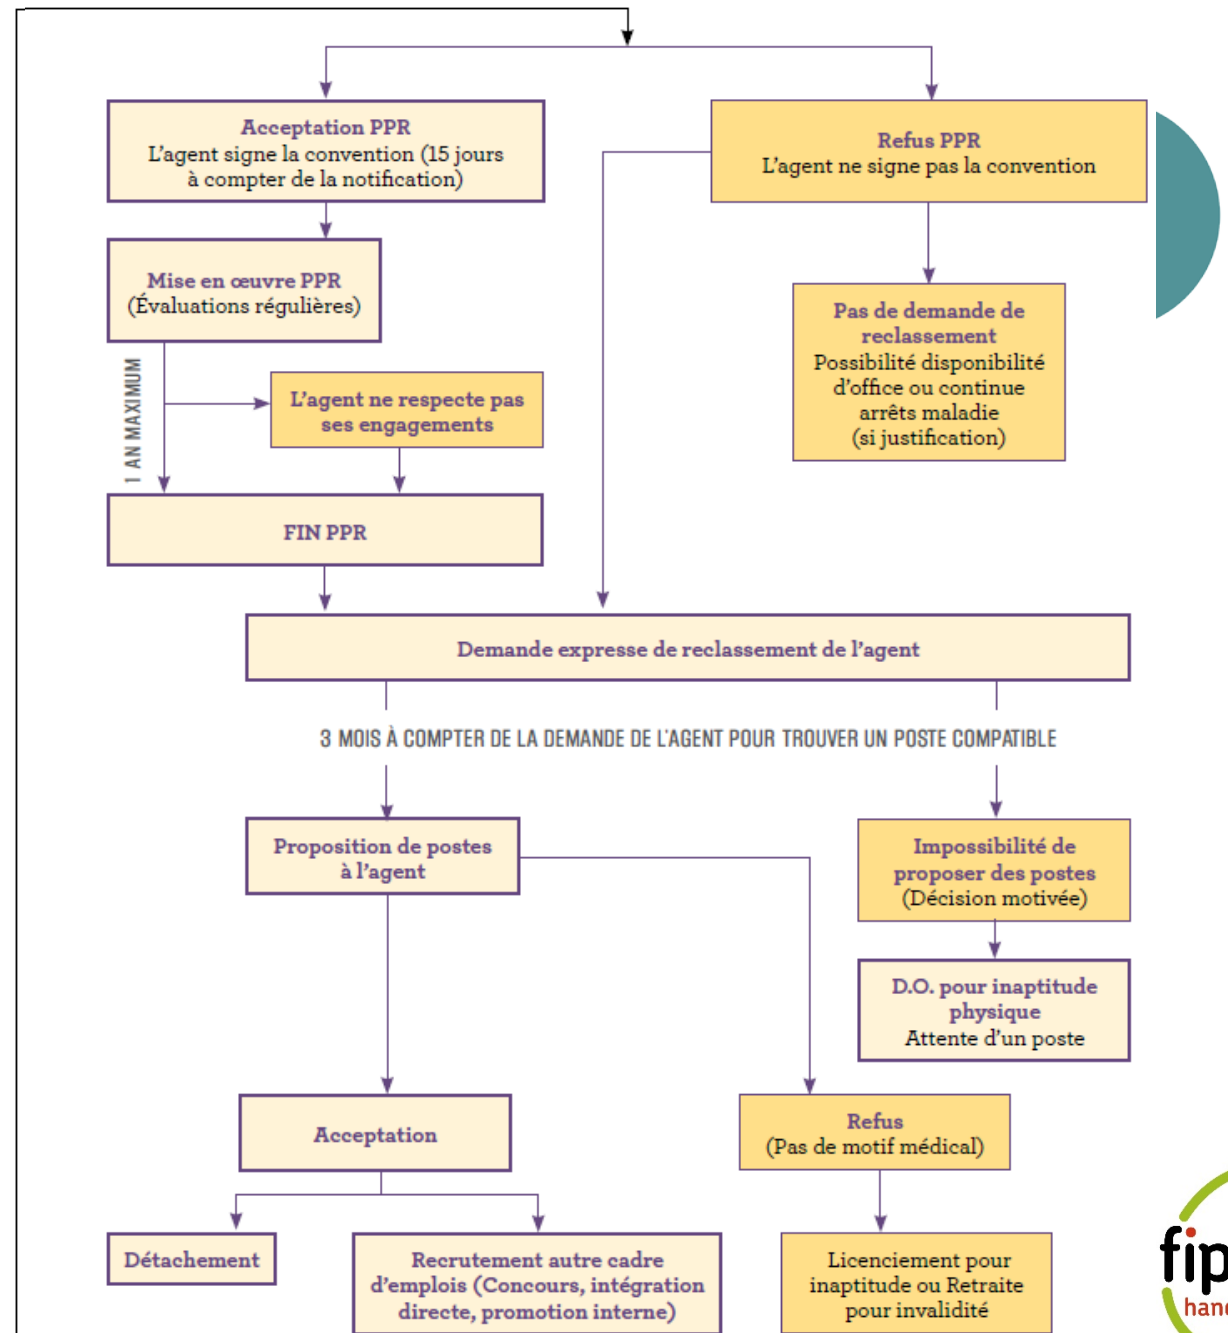 Acceptation PPR
L'agent signe la convention (15 jours
à compter de la notification)
Refus PPR
L'agent ne signe pas la convention
Mise en œuvre PPR
(Évaluations régulières)
Pas de demande de
reclassement
Possibilité disponibilité
d'office ou continue
arrêts maladie
(si justification)
1 AN MAXIMUM
L'agent ne respecte pas
ses engagements
FIN PPR
Demande expresse de reclassement de l'agent
3 MOIS À COMPTER DE LA DEMANDE DE L'AGENT POUR TROUVER UN POSTE COMPATIBLE
Proposition de postes
à l'agent
Impossibilité de
proposer des postes
(Décision motivée)
D.O. pour inaptitude
physique
Attente d'un poste
Acceptation
Refus
(Pas de motif médical)
Détachement
Recrutement autre cadre
d'emplois (Concours, intégration
directe, promotion interne)
Licenciement pour
inaptitude ou Retraite
pour invalidité
fip
hand